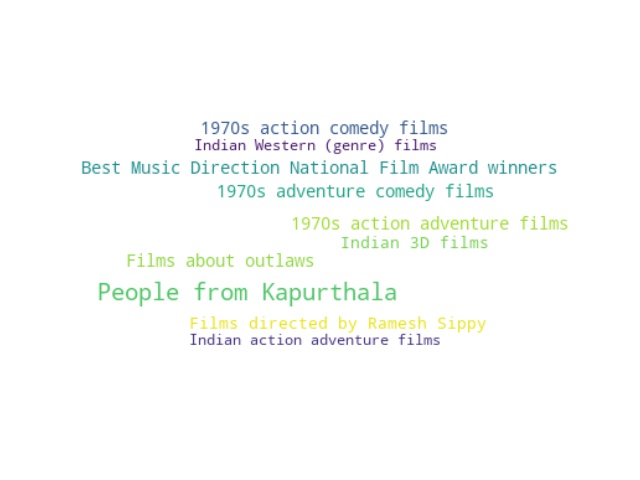 1970s action comedy films
Indian Western (genre) films
Best Music Direction National Film Award winners
1970s adventure comedy films
1970s action adventure films
Indian 3D films
Films about outlaws
People from Kapurthala
Films directed by Ramesh Sippy
Indian action adventure films